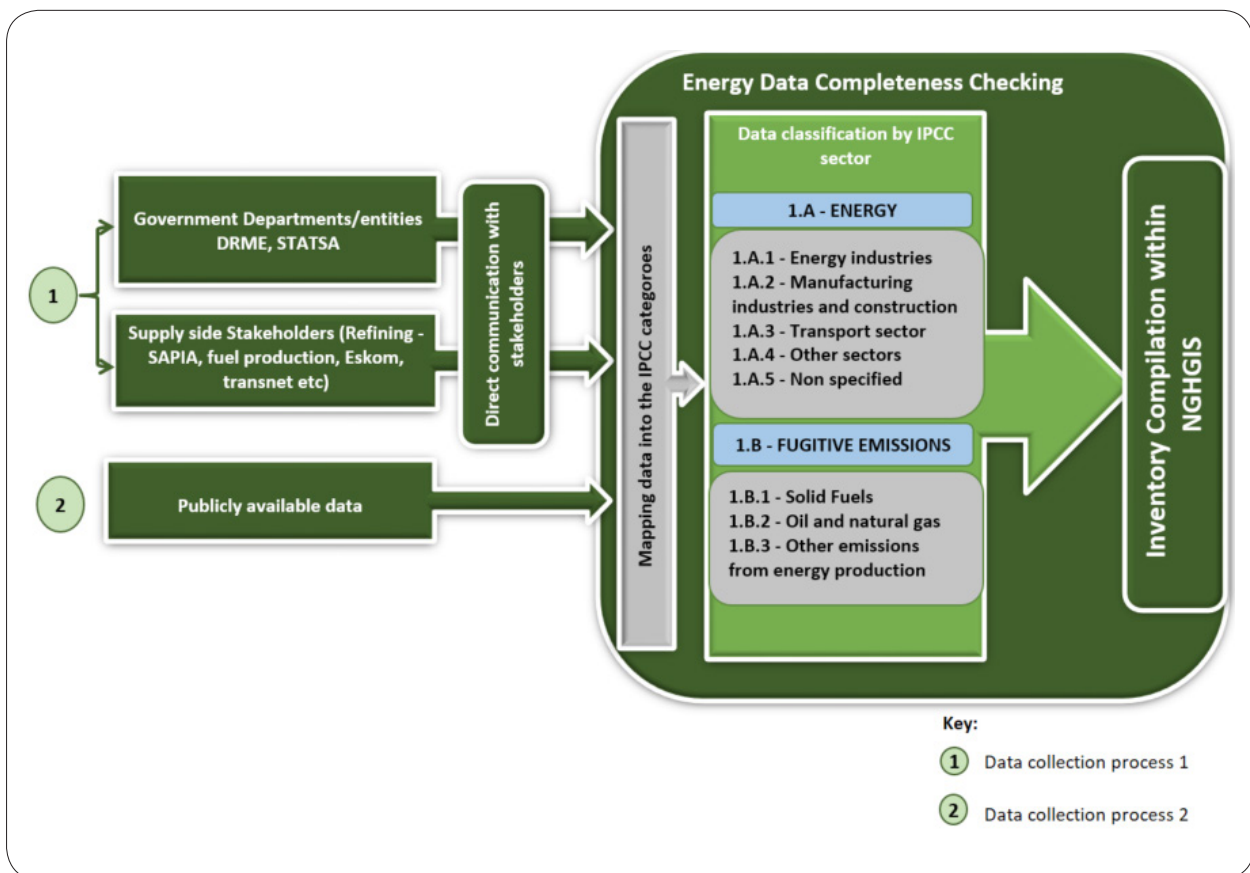 Energy Data Completeness Checking
Government Departments/entities
DRME, STATSA
1
Supply side Stakeholders (Refining -
SAPIA, fuel production, Eskom,
transnet etc)
Direct communication with
stakeholders
2
Publicly available data
Mapping data into the IPCC categoroes
Data classification by IPCC
sector
1.A - ENERGY
1.A.1 - Energy industries
1.A.2 - Manufacturing
industries and construction
1.A.3 - Transport sector
1.A.4 - Other sectors
1.A.5 - Non specified
1.B - FUGITIVE EMISSIONS
1.B.1 - Solid Fuels
1.B.2 - Oil and natural gas
1.B.3 - Other emissions
from energy production
Inventory Compilation within
NGHGIS
Key:
1 Data collection process 1
2 Data collection process 2